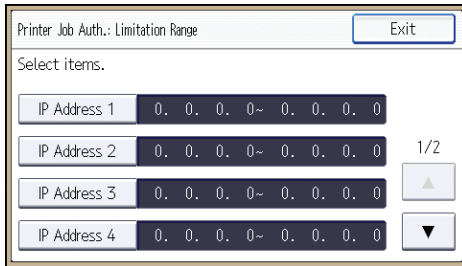 Printer Job Auth.: Limitation Range Exit
Select items.
IP Address 1 0. 0. 0. 0~ 0. 0. 0. 0
IP Address 2 0. 0. 0. 0~ 0. 0. 0. 0
1/2
IP Address 3 0. 0. 0. 0~ 0. 0. 0. 0
IP Address 4 0. 0. 0. 0~ 0. 0. 0. 0